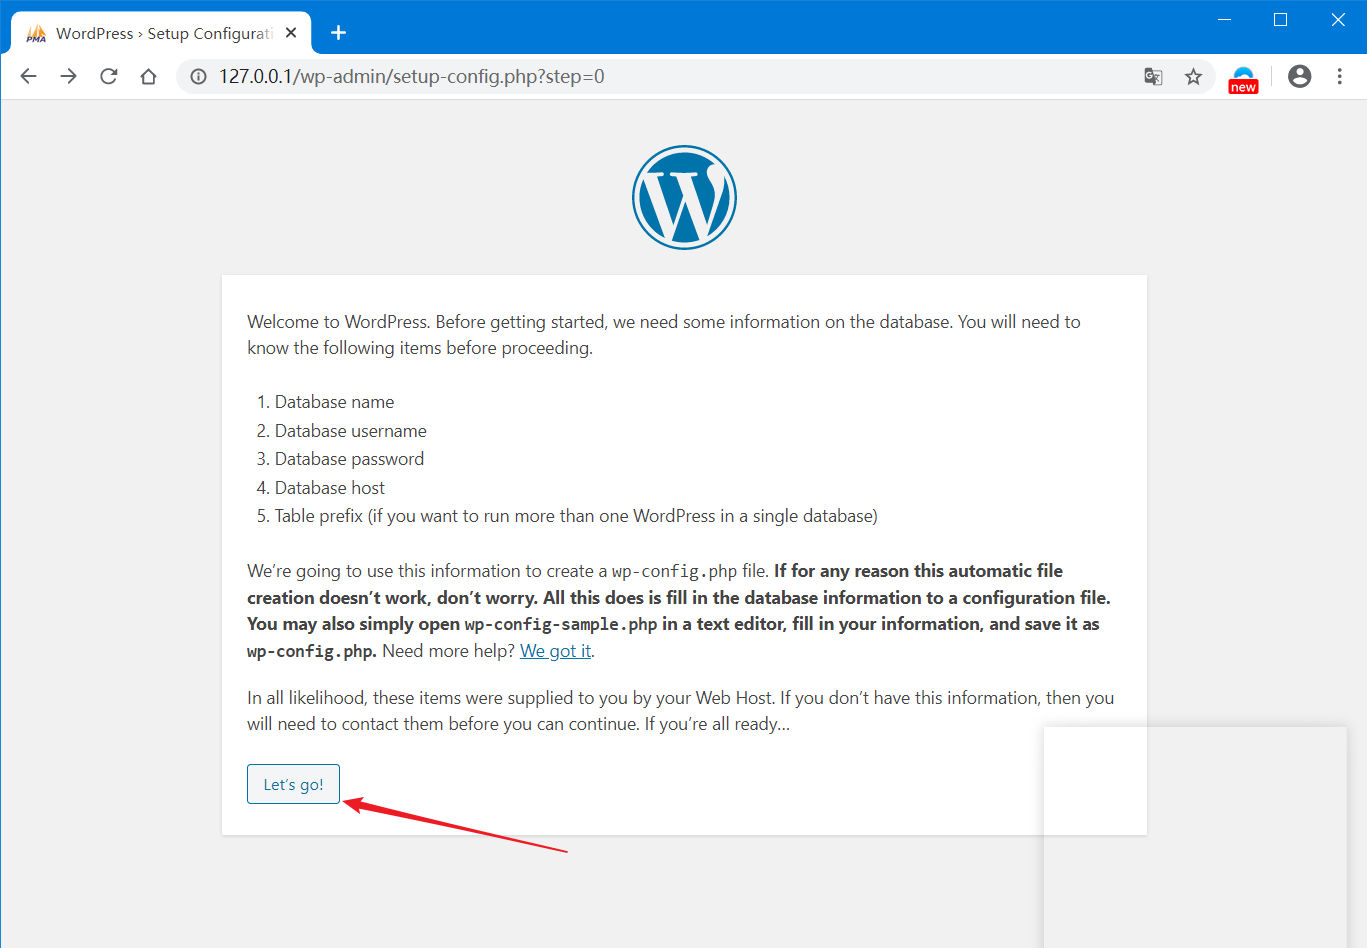 PMA WordPress › Setup Configurati
127.0.0.1/wp-admin/setup-config.php?step=0
new
W
Welcome to WordPress. Before getting started, we need some information on the database. You will need to
know the following items before proceeding.
1. Database name
2. Database username
3. Database password
4. Database host
5. Table prefix (if you want to run more than one WordPress in a single database)
We’re going to use this information to create a wp-config.php file. If for any reason this automatic file
creation doesn’t work, don’t worry. All this does is fill in the database information to a configuration file.
You may also simply open wp-config-sample.php in a text editor, fill in your information, and save it as
wp-config.php. Need more help? We got it.
In all likelihood, these items were supplied to you by your Web Host. If you don’t have this information, then you
will need to contact them before you can continue. If you’re all ready…
Let’s go!